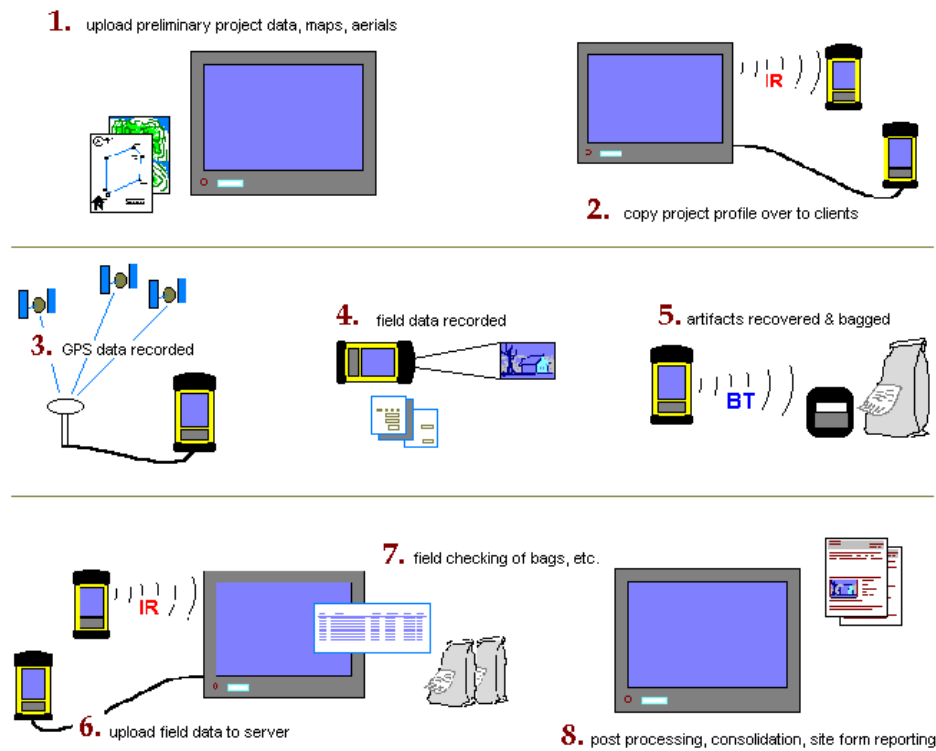 1. upload preliminary project data, maps, aerials
IR
2. copy project profile over to clients
3. GPS data recorded
4. field data recorded
5. artifacts recovered & bagged
BT
IR
6. upload field data to server
7. field checking of bags, etc.
8. post processing, consolidation, site form reporting